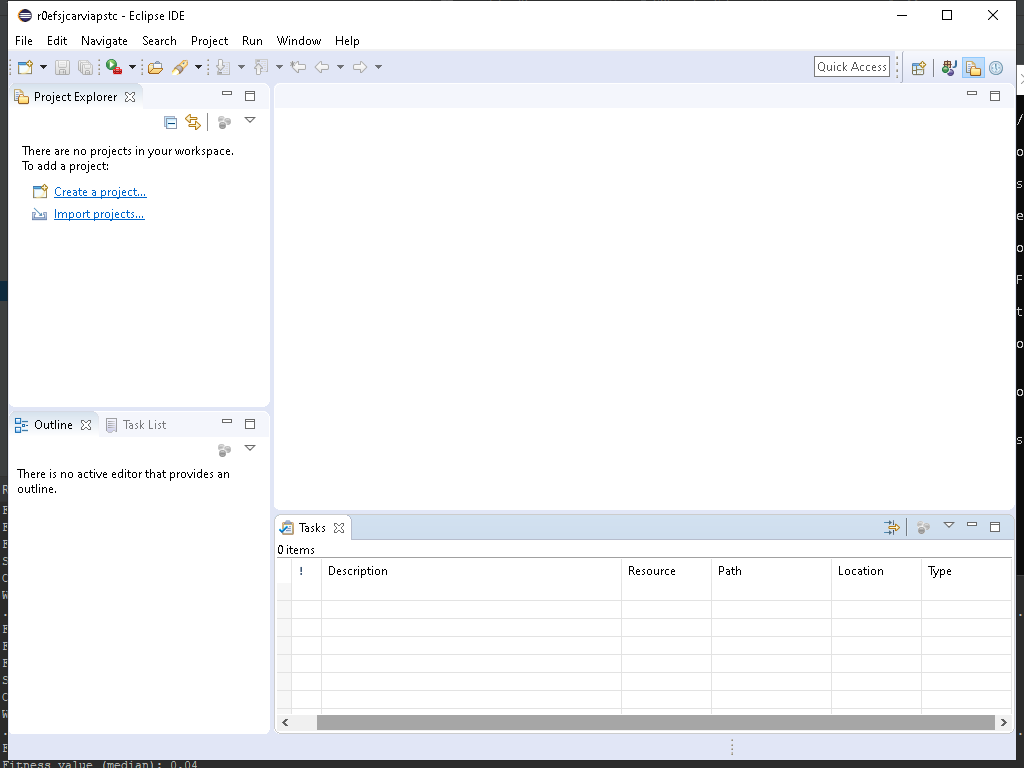 r0efsjcarviapstc - Eclipse IDE
File Edit Navigate Search Project Run Window Help
Quick Access
Project Explorer
There are no projects in your workspace.
To add a project:
Create a project...
Import projects...
Outline
Task List
There is no active editor that provides an
outline.
Tasks
0 items
! Description Resource Path Location Type
Fitness value (median): 0.04